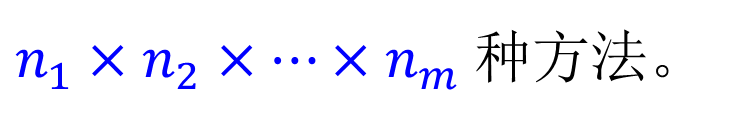 n₁ × n₂ × ⋯ × nₘ 种方法。